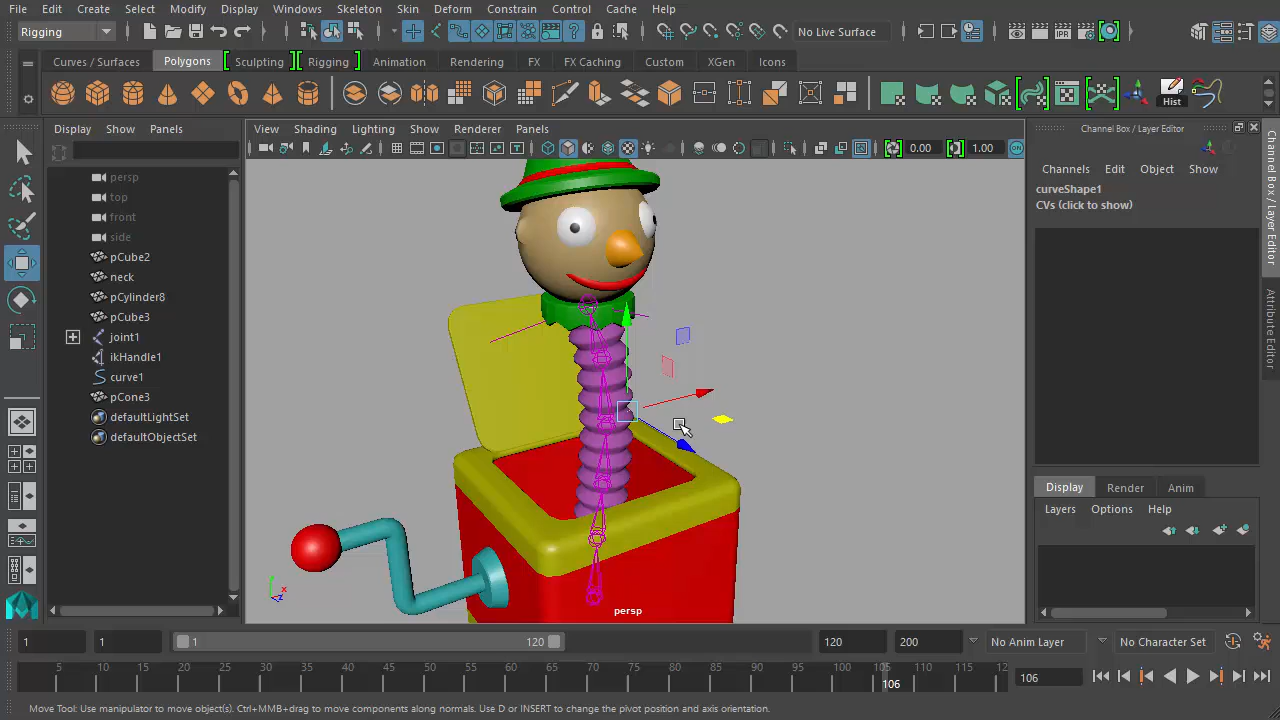 File Edit Create Select Modify Display Windows Skeleton Skin Deform Constrain Control Cache Help
Rigging No Live Surface
Curves / Surfaces Polygons Sculpting Rigging Animation Rendering FX FX Caching Custom XGen Icons
Hist
Display Show Panels View Shading Lighting Show Renderer Panels Channel Box / Layer Editor
0.00 1.00
Channels Edit Object Show
persp
top
front
side
pCube2
neck
pCylinder8
pCube3
joint1
ikHandle1
curve1
pCone3
defaultLightSet
defaultObjectSet
curveShape1
CVs (click to show)
Channel Box / Layer Editor
Attribute Editor
Display Render Anim
Layers Options Help
persp
1 1 1 120 120 200 No Anim Layer No Character Set
5 10 15 20 25 30 35 40 45 50 55 60 65 70 75 80 85 90 95 100 105 110 115 12
106 106
Move Tool: Use manipulator to move object(s). Ctrl+MMB+drag to move components along normals. Use D or INSERT to change the pivot position and axis orientation.